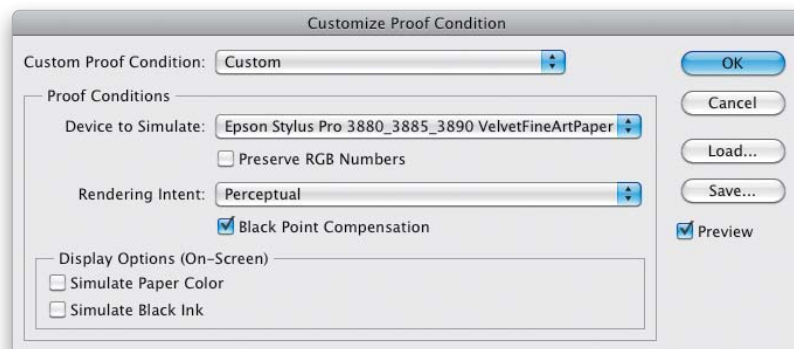 Customize Proof Condition
Custom Proof Condition: Custom
OK
Proof Conditions
Cancel
Device to Simulate: Epson Stylus Pro 3880_3885_3890 VelvetFineArtPaper
Preserve RGB Numbers
Load...
Rendering Intent: Perceptual
Save...
Black Point Compensation
Preview
Display Options (On-Screen)
Simulate Paper Color
Simulate Black Ink